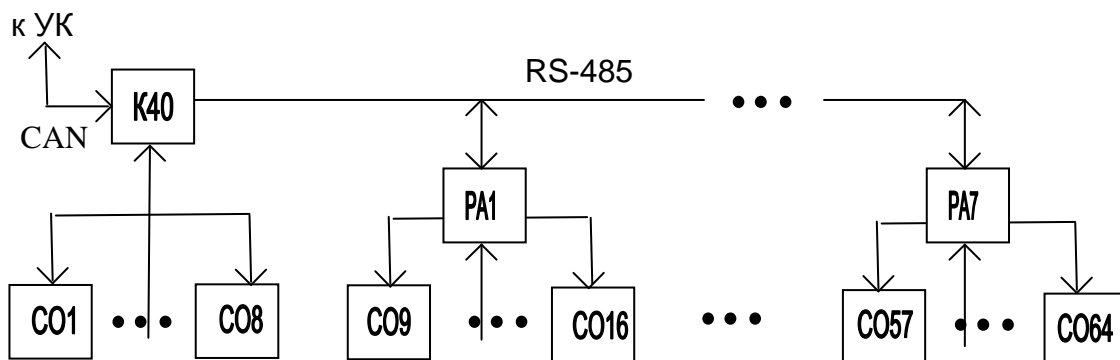 к УК
RS-485
К40
CAN
РА1
РА7
СО1
СО8
СО9
СО16
СО57
СО64